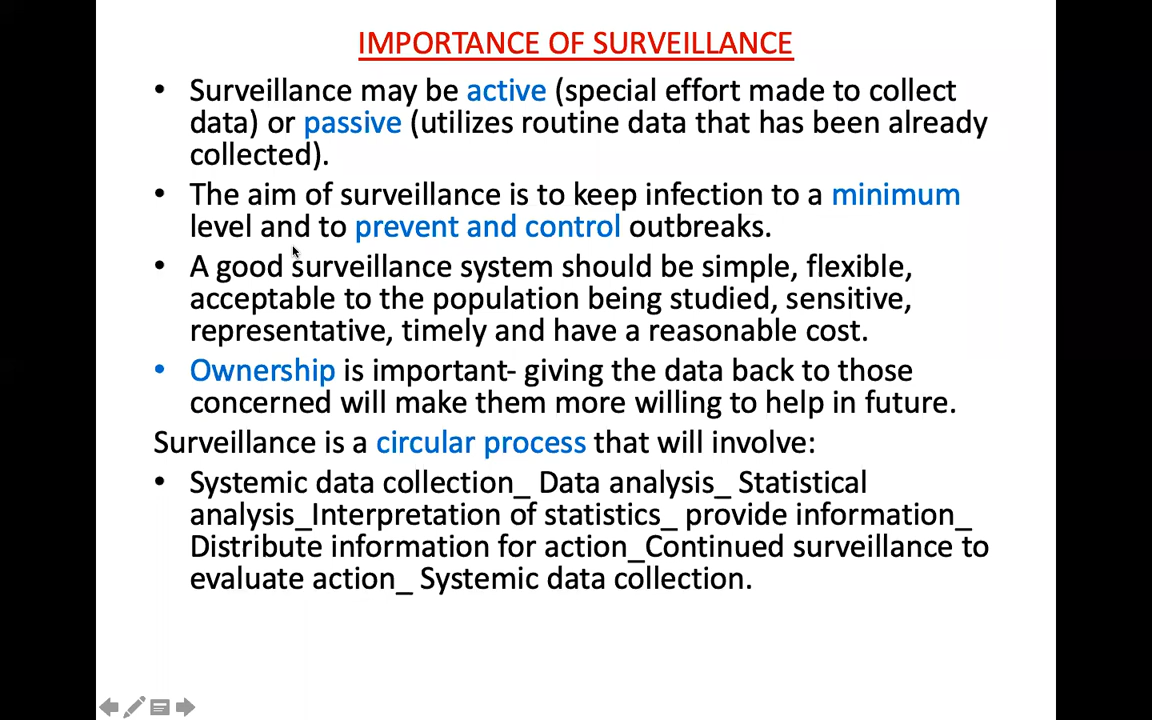 IMPORTANCE OF SURVEILLANCE
• Surveillance may be active (special effort made to collect
data) or passive (utilizes routine data that has been already
collected).
• The aim of surveillance is to keep infection to a minimum
level and to prevent and control outbreaks.
• A good surveillance system should be simple, flexible,
acceptable to the population being studied, sensitive,
representative, timely and have a reasonable cost.
• Ownership is important- giving the data back to those
concerned will make them more willing to help in future.
Surveillance is a circular process that will involve:
• Systemic data collection_ Data analysis_ Statistical
analysis_Interpretation of statistics_ provide information_
Distribute information for action_Continued surveillance to
evaluate action_ Systemic data collection.